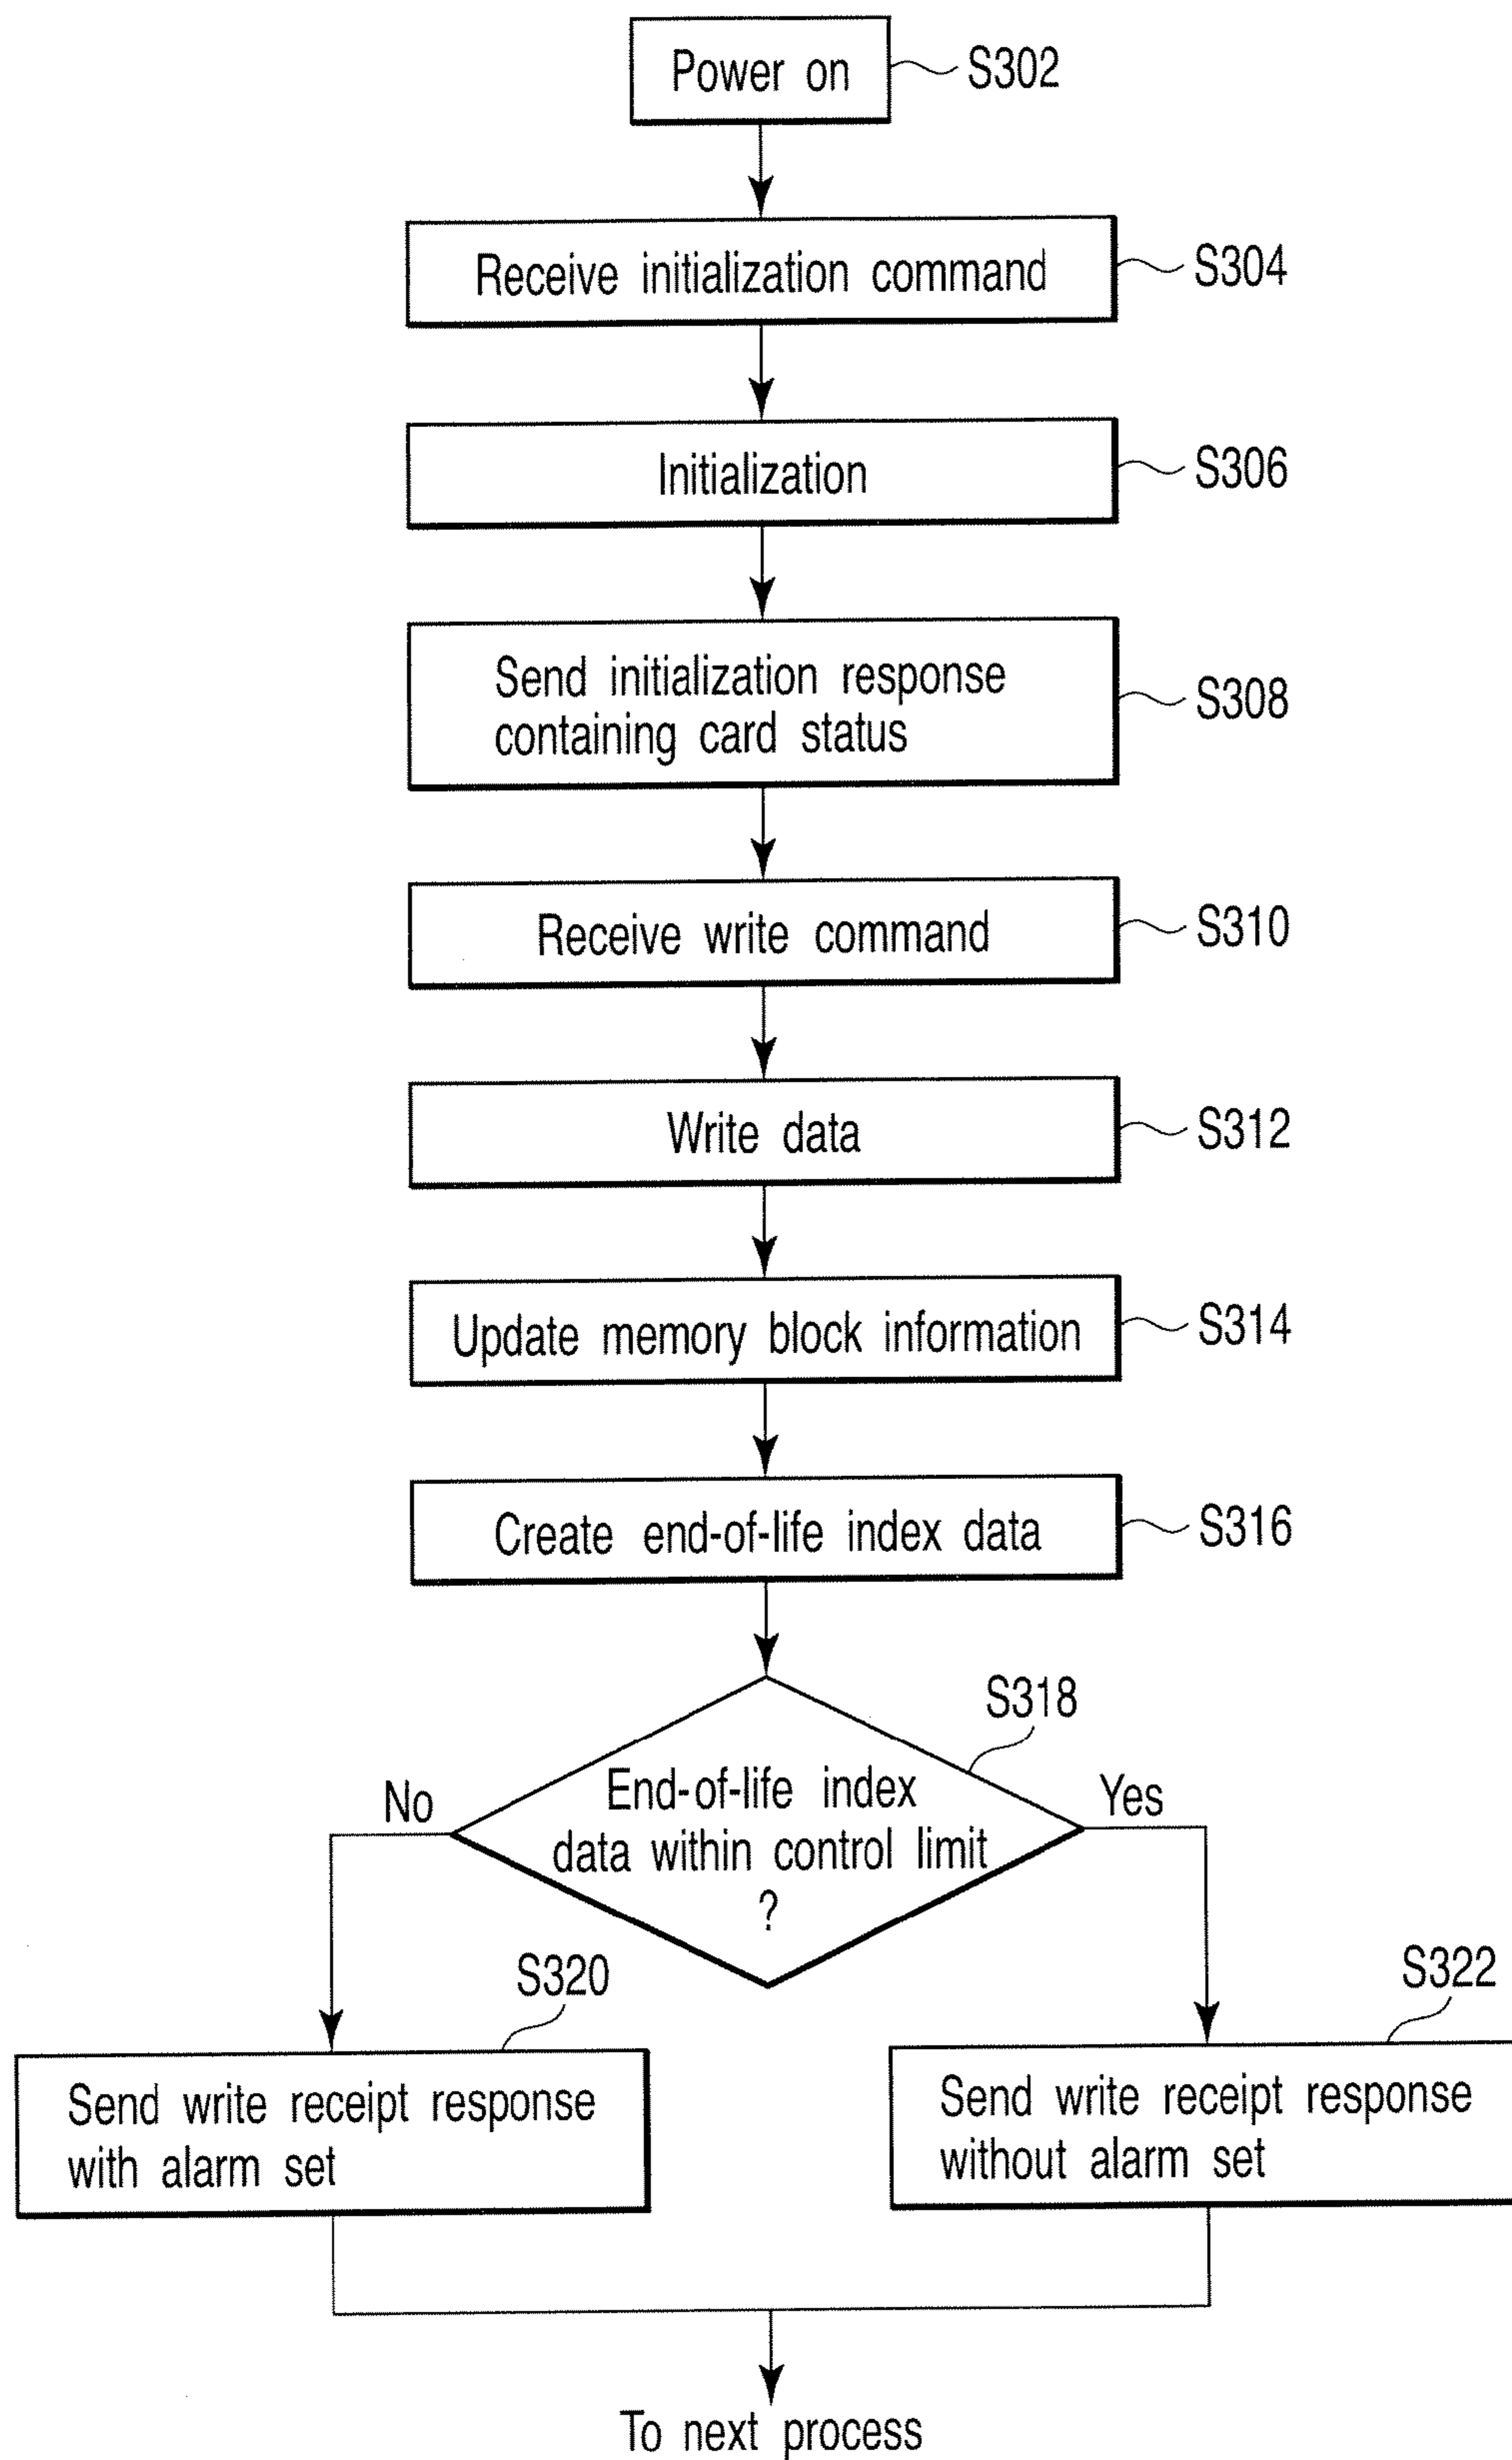 Power on
S302
Receive initialization command
S304
Initialization
S306
Send initialization response
containing card status
S308
Receive write command
S310
Write data
S312
Update memory block information
S314
Create end-of-life index data
S316
S318
End-of-life index
data within control limit
?
No
Yes
S320
S322
Send write receipt response
with alarm set
Send write receipt response
without alarm set
To next process